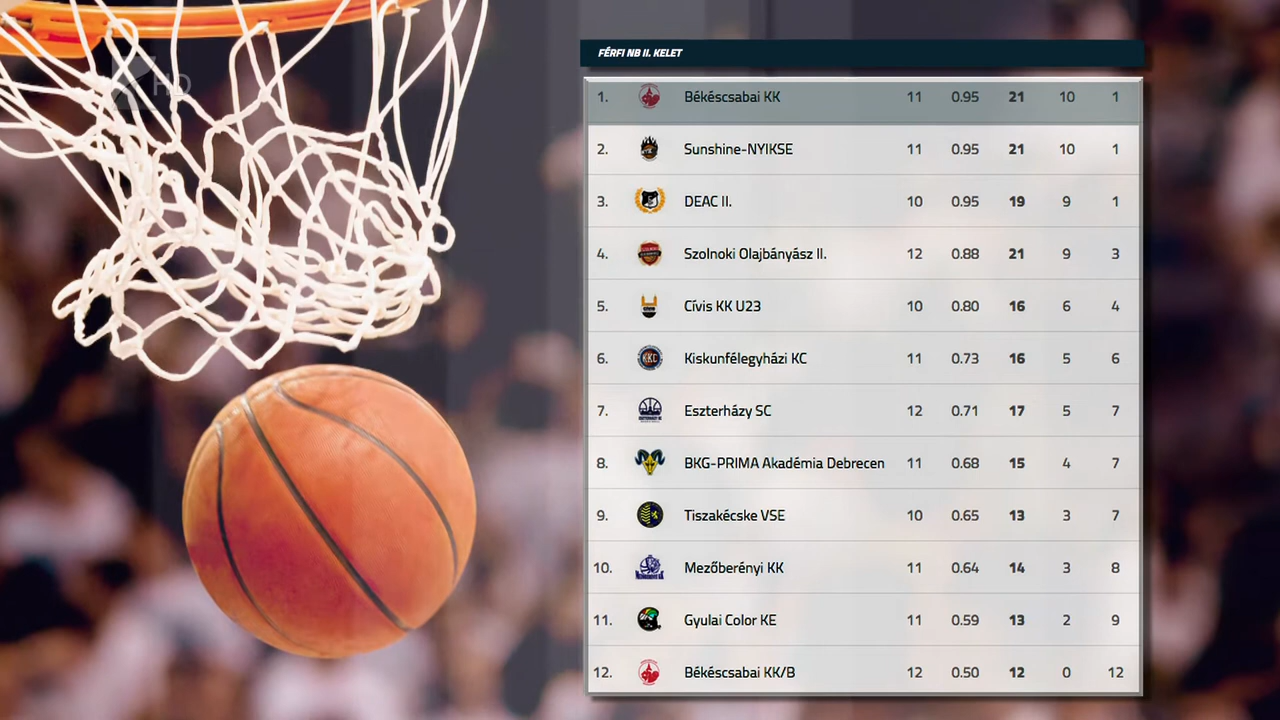 HD
FÉRFI NB II. KELET
1. Békéscsabai KK 11 0.95 21 10 1
2. Sunshine-NYIKSE 11 0.95 21 10 1
3. DEAC II. 10 0.95 19 9 1
4. Szolnoki Olajbányász II. 12 0.88 21 9 3
5. Cívis KK U23 10 0.80 16 6 4
6. KKC Kiskunfélegyházi KC 11 0.73 16 5 6
7. Eszterházy SC 12 0.71 17 5 7
8. BKG-PRIMA Akadémia Debrecen 11 0.68 15 4 7
9. Tiszakécske VSE 10 0.65 13 3 7
10. Mezőberényi KK 11 0.64 14 3 8
11. Gyulai Color KE 11 0.59 13 2 9
12. Békéscsabai KK/B 12 0.50 12 0 12